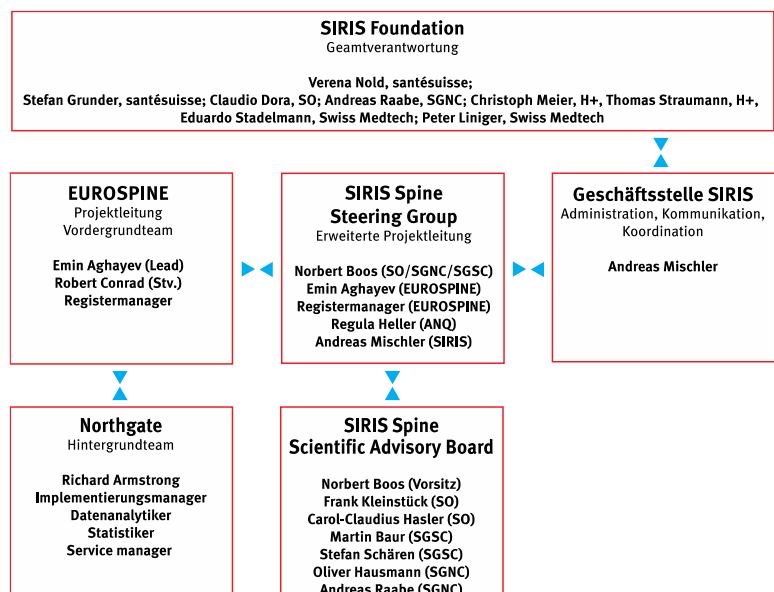 SIRIS Foundation
Geamtverantwortung
Verena Nold, santésuisse;
Stefan Grunder, santésuisse; Claudio Dora, SO; Andreas Raabe, SGNC; Christoph Meier, H+, Thomas Straumann, H+,
Eduardo Stadelmann, Swiss Medtech; Peter Liniger, Swiss Medtech
EUROSPINE
Projektleitung
Vordergrundteam
Emin Aghayev (Lead)
Robert Conrad (Stv.)
Registermanager
SIRIS Spine
Steering Group
Erweiterte Projektleitung
Norbert Boos (SO/SGNC/SGSC)
Emin Aghayev (EUROSPINE)
Registermanager (EUROSPINE)
Regula Heller (ANQ)
Andreas Mischler (SIRIS)
Geschäftsstelle SIRIS
Administration, Kommunikation,
Koordination
Andreas Mischler
Northgate
Hintergrundteam
Richard Armstrong
Implementierungsmanager
Datenanalytiker
Statistiker
Service manager
SIRIS Spine
Scientific Advisory Board
Norbert Boos (Vorsitz)
Frank Kleinstück (SO)
Carol-Claudius Hasler (SO)
Martin Baur (SGSC)
Stefan Schären (SGSC)
Oliver Hausmann (SGNC)
Andreas Raabe (SGNC)